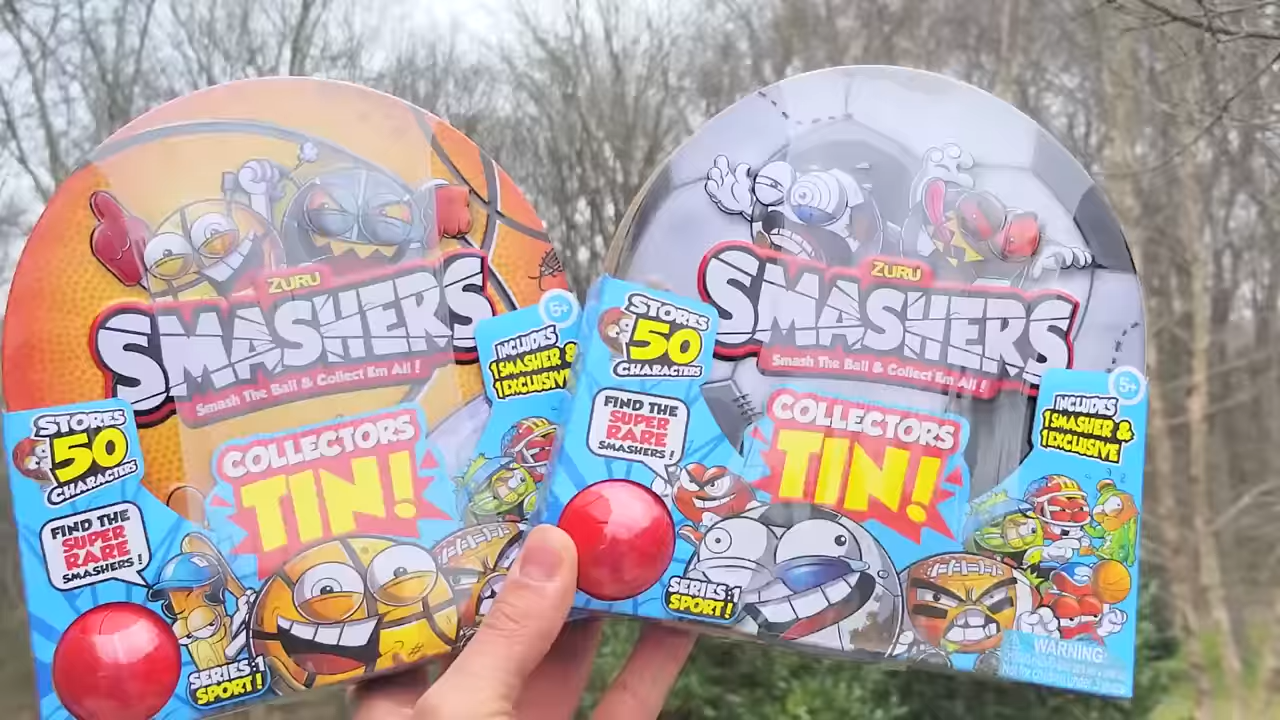 ZURU
SMASHERS
Smash The Ball & Collect Em All !
5+
INCLUDES
1 SMASHER &
1 EXCLUSIVE
STORES
50
CHARACTERS
COLLECTORS
TIN!
FIND THE
SUPER
RARE
SMASHERS !
SERIES:1
SPORT !
ZURU
SMASHERS
Smash The Ball & Collect Em All !
5+
STORES
50
CHARACTERS
INCLUDES
1 SMASHER &
1 EXCLUSIVE
COLLECTORS
TIN!
FIND THE
SUPER
RARE
SMASHERS !
SERIES:1
SPORT !
WARNING